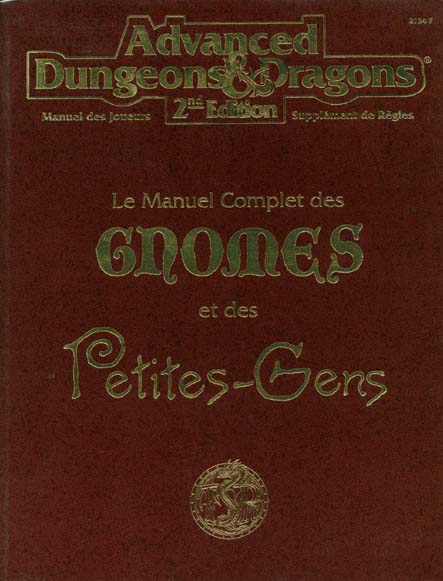 2134-F
Advanced
Dungeons & Dragons®
2nd Edition
Manuel des Joueurs
Supplément de Règles
Le Manuel Complet des
GNOMES
et des
Petites-Gens